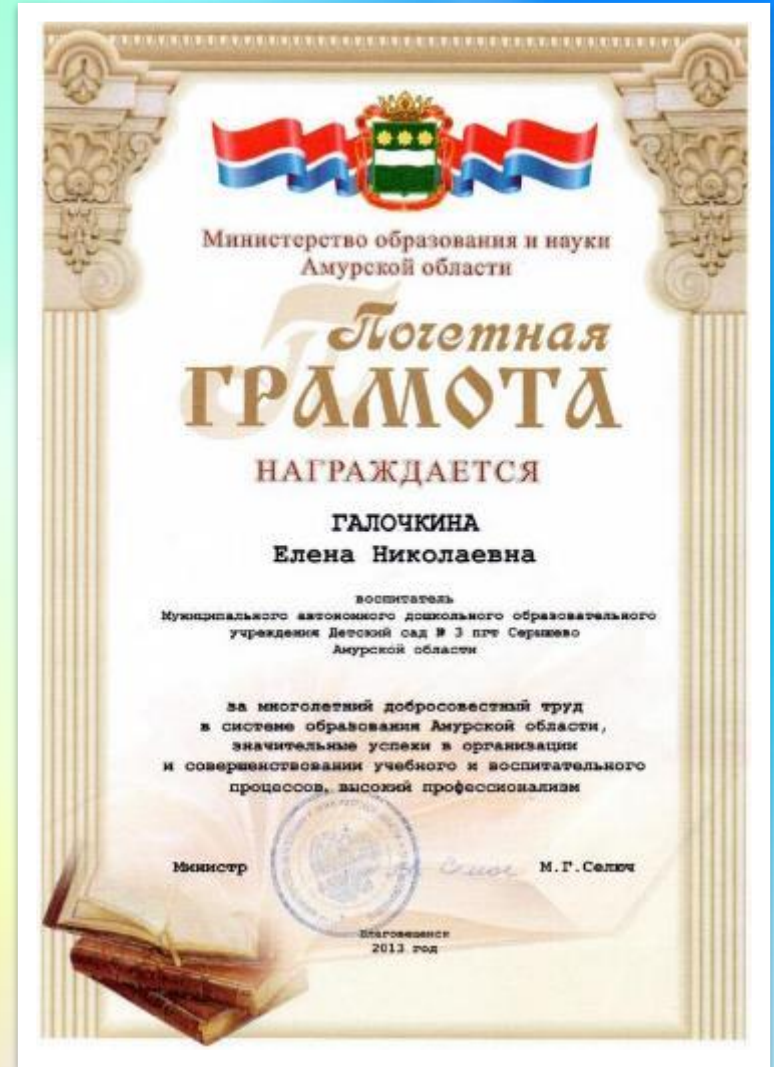 Министерство образования и науки
Амурской области
Почетная
ГРАМОТА
НАГРАЖДАЕТСЯ
ГАЛОЧКИНА
Елена Николаевна
воспитатель
Муниципального автономного дошкольного образовательного
учреждения Детский сад № 3 пгт Серышево
Амурской области
за многолетний добросовестный труд
в системе образования Амурской области,
значительные успехи в организации
и совершенствовании учебного и воспитательного
процессов, высокий профессионализм
Министр М.Г.Селюч
Благовещенск
2013 год